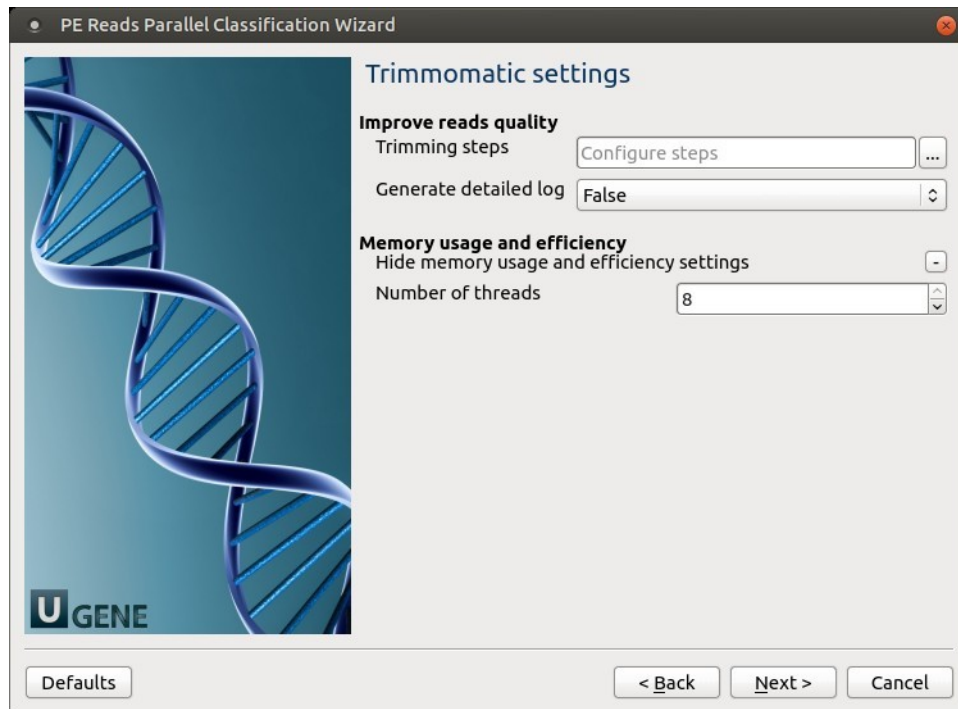 PE Reads Parallel Classification Wizard
Trimmomatic settings
Improve reads quality
Trimming steps Configure steps ...
Generate detailed log False
Memory usage and efficiency
Hide memory usage and efficiency settings -
Number of threads 8
U GENE
Defaults < Back Next > Cancel